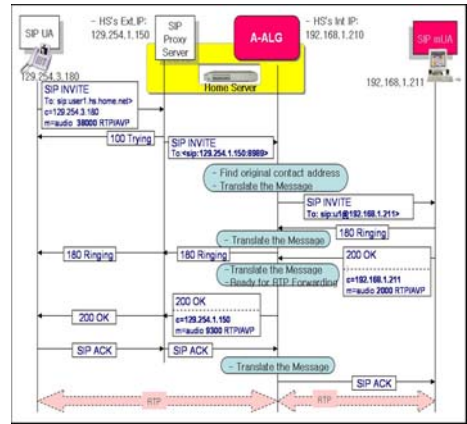 SIP UA
- HS's Ext.IP:
129.254.1.150
SIP
Proxy
Server
A-ALG
- HS's Int IP:
192.168.1.210
SIP mUA
129.254.3.180
Home Server
192.168.1.211
SIP INVITE
To: sip:user1.hs.home.net>
c=129.254.3.180
m=audio 38000 RTP/AVP
100 Trying
SIP INVITE
To:<sip:129.254.1.150:8989>
- Find original contact address
- Translate the Message
SIP INVITE
To: sip:u1@192.168.1.211>
180 Ringing
- Translate the Message
180 Ringing
180 Ringing
200 OK
c=192.168.1.211
m=audio 2000 RTP/AVP
-Translate the Message
-Ready for RTP Forwarding
200 OK
c=129.254.1.150
m=audio 9300 RTP/AVP
200 OK
SIP ACK
SIP ACK
- Translate the Message
SIP ACK
RTP
RTP